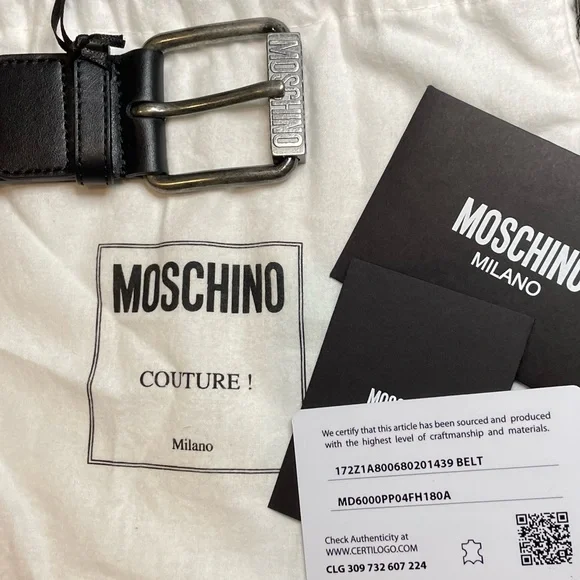 MOSCHINO
MOSCHINO
COUTURE !
Milano
MOSCHINO
MILANO
We certify that this article has been sourced and produced
with the highest level of craftmanship and materials.
172Z1A800680201439 BELT
MD6000PP04FH180A
Check Authenticity at
WWW.CERTILOGO.COM
CLG 309 732 607 224